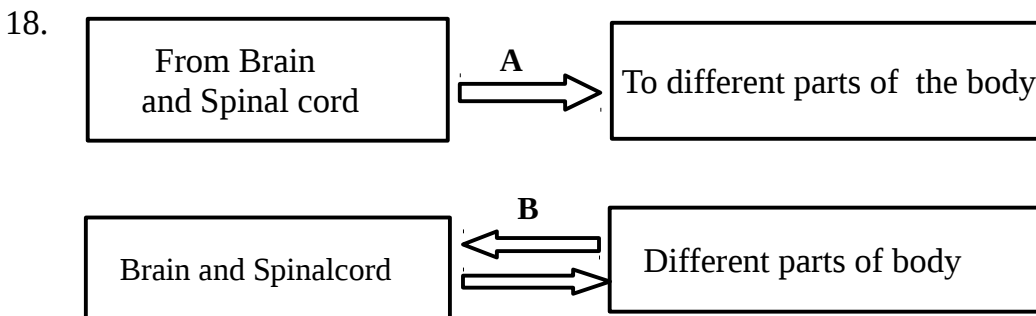 18.
From Brain
and Spinal cord
A
To different parts of the body
B
Brain and Spinalcord
Different parts of body